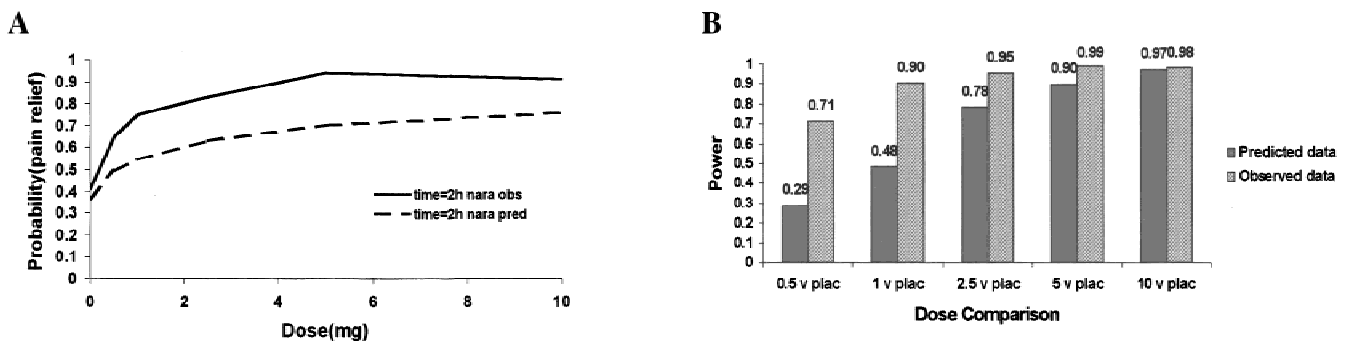 A
Probability(pain relief)
1
0.9
0.8
0.7
0.6
0.5
0.4
0.3
0.2
0.1
0
0 2 4 6 8 10
Dose(mg)
time=2h nara obs
time=2h nara pred
B
Power
1
0.9
0.8
0.7
0.6
0.5
0.4
0.3
0.2
0.1
0
0.29 0.71 0.48 0.90 0.78 0.95 0.90 0.99 0.97 0.98
0.5 v plac 1 v plac 2.5 v plac 5 v plac 10 v plac
Dose Comparison
Predicted data
Observed data